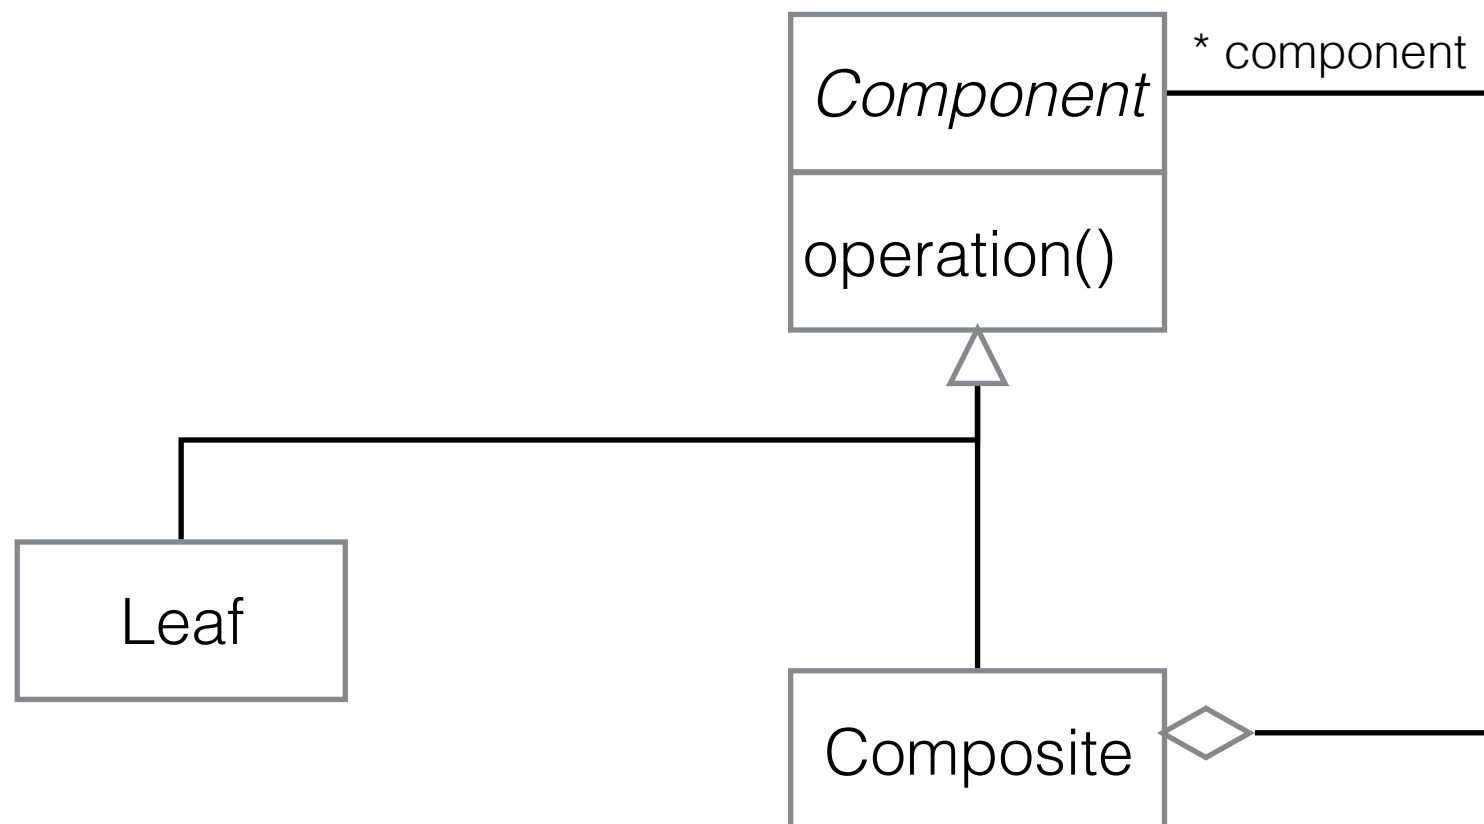 * component
Component
operation()
Leaf
Composite